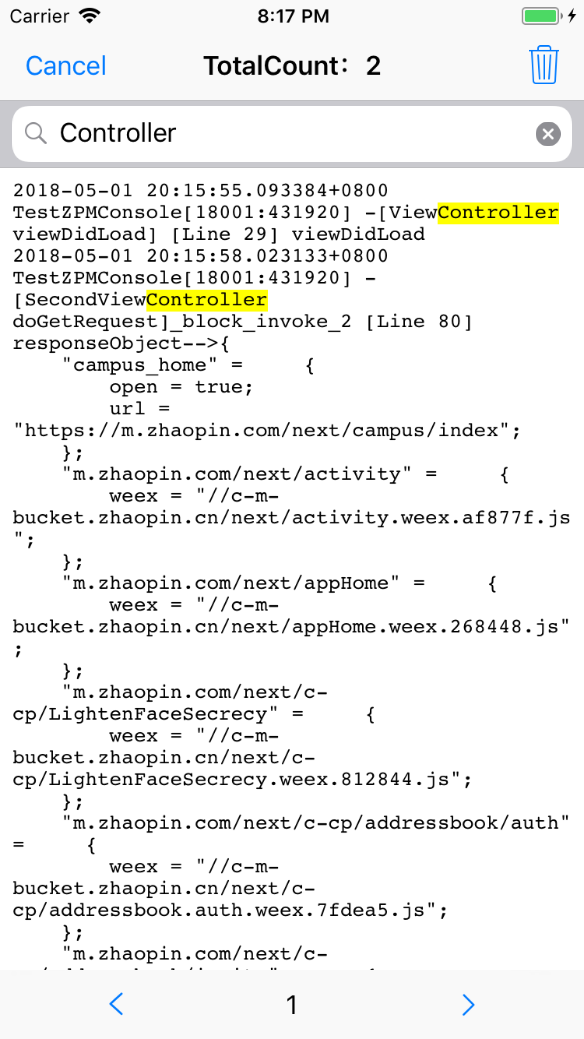 Carrier 8:17 PM
Cancel TotalCount： 2
Controller
2018-05-01 20:15:55.093384+0800
TestZPMConsole[18001:431920] -[ViewController
viewDidLoad] [Line 29] viewDidLoad
2018-05-01 20:15:58.023133+0800
TestZPMConsole[18001:431920] -
[SecondViewController
doGetRequest]_block_invoke_2 [Line 80]
responseObject-->{
    "campus_home" =     {
        open = true;
        url =
"https://m.zhaopin.com/next/campus/index";
    };
    "m.zhaopin.com/next/activity" =     {
        weex = "//c-m-
bucket.zhaopin.cn/next/activity.weex.af877f.js
";
    };
    "m.zhaopin.com/next/appHome" =     {
        weex = "//c-m-
bucket.zhaopin.cn/next/appHome.weex.268448.js"
;
    };
    "m.zhaopin.com/next/c-
cp/LightenFaceSecrecy" =     {
        weex = "//c-m-
bucket.zhaopin.cn/next/c-
cp/LightenFaceSecrecy.weex.812844.js";
    };
    "m.zhaopin.com/next/c-cp/addressbook/auth"
=     {
        weex = "//c-m-
bucket.zhaopin.cn/next/c-
cp/addressbook.auth.weex.7fdea5.js";
    };
    "m.zhaopin.com/next/c-
1